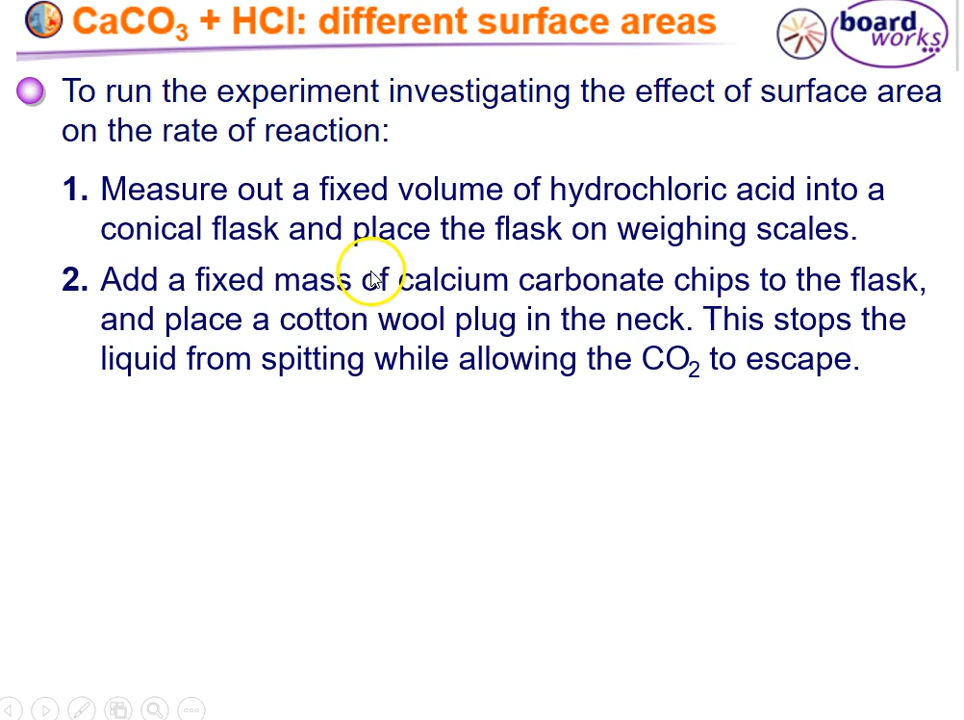 CaCO₃ + HCl: different surface areas
board
works
To run the experiment investigating the effect of surface area
on the rate of reaction:
1. Measure out a fixed volume of hydrochloric acid into a
conical flask and place the flask on weighing scales.
2. Add a fixed mass of calcium carbonate chips to the flask,
and place a cotton wool plug in the neck. This stops the
liquid from spitting while allowing the CO₂ to escape.